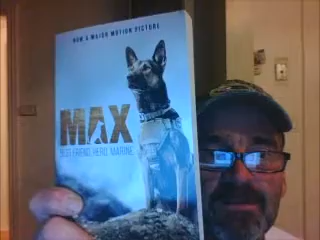 NOW A MAJOR MOTION PICTURE
MAX
BEST FRIEND. HERO. MARINE.